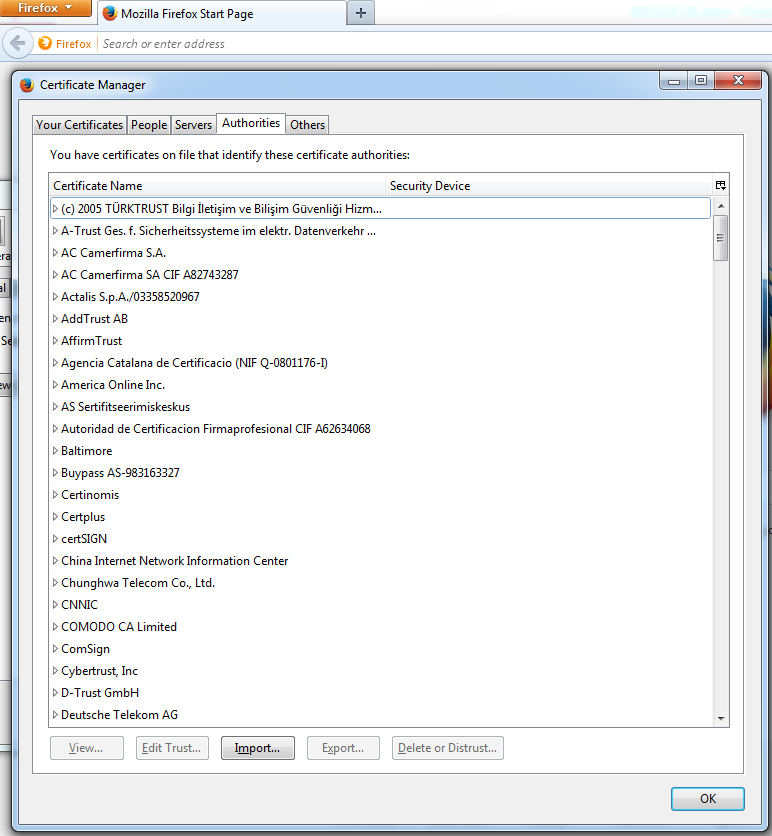 Firefox
Mozilla Firefox Start Page
Firefox
Search or enter address
Certificate Manager
Your Certificates
People
Servers
Authorities
Others
You have certificates on file that identify these certificate authorities:
Certificate Name
Security Device
(c) 2005 TÜRKTRUST Bilgi İletişim ve Bilişim Güvenliği Hizm...
A-Trust Ges. f. Sicherheitssysteme im elektr. Datenverkehr ...
AC Camerfirma S.A.
AC Camerfirma SA CIF A82743287
Actalis S.p.A./03358520967
AddTrust AB
AffirmTrust
Agencia Catalana de Certificacio (NIF Q-0801176-I)
America Online Inc.
AS Sertifitseerimiskeskus
Autoridad de Certificacion Firmaprofesional CIF A62634068
Baltimore
Buypass AS-983163327
Certinomis
Certplus
certSIGN
China Internet Network Information Center
Chunghwa Telecom Co., Ltd.
CNNIC
COMODO CA Limited
ComSign
Cybertrust, Inc
D-Trust GmbH
Deutsche Telekom AG
View...
Edit Trust...
Import...
Export...
Delete or Distrust...
OK